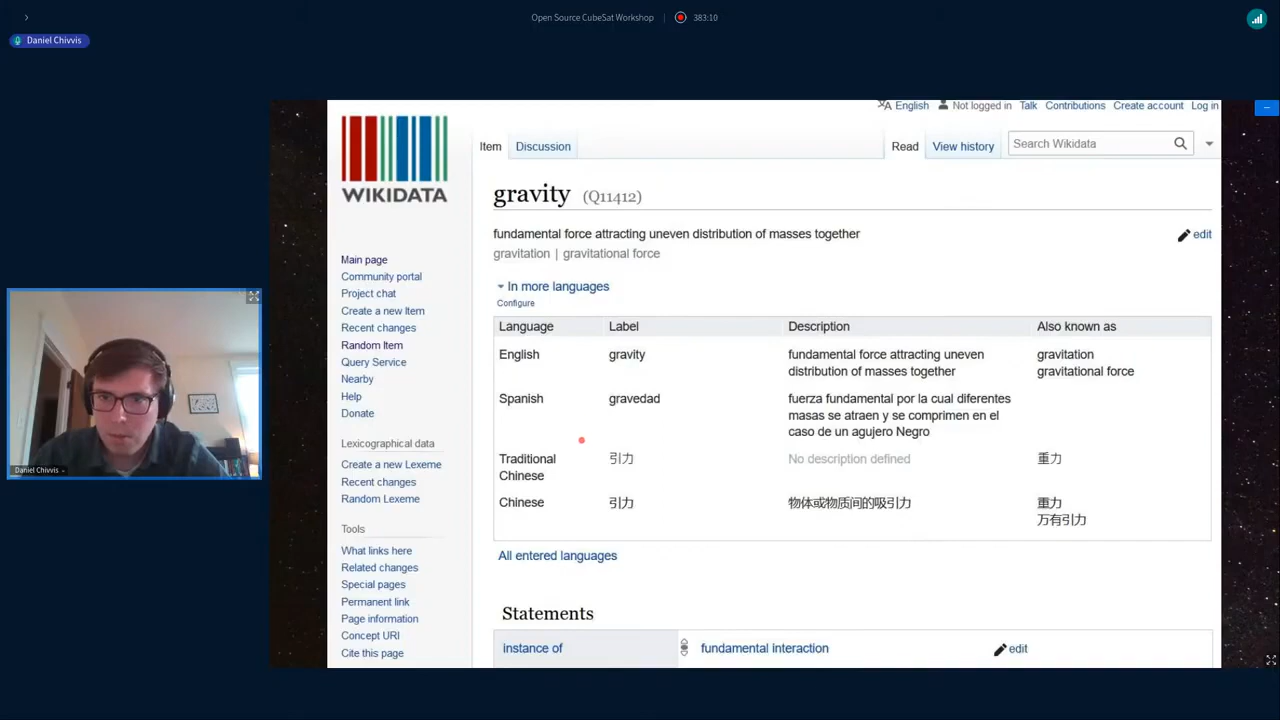 Open Source CubeSat Workshop
383:10
Daniel Chivvis
English Not logged in Talk Contributions Create account Log in
WIKIDATA
Item Discussion Read View history Search Wikidata
gravity (Q11412)
fundamental force attracting uneven distribution of masses together
edit
gravitation | gravitational force
In more languages
Configure
Language Label Description Also known as
English gravity fundamental force attracting uneven gravitation
distribution of masses together gravitational force
Spanish gravedad fuerza fundamental por la cual diferentes
masas se atraen y se comprimen en el
caso de un agujero Negro
Traditional 引力 No description defined 重力
Chinese
Chinese 引力 物体或物质间的吸引力 重力
万有引力
All entered languages
Statements
instance of fundamental interaction edit
Main page
Community portal
Project chat
Create a new Item
Recent changes
Random Item
Query Service
Nearby
Help
Donate
Lexicographical data
Create a new Lexeme
Recent changes
Random Lexeme
Tools
What links here
Related changes
Special pages
Permanent link
Page information
Concept URI
Cite this page
Daniel Chivvis